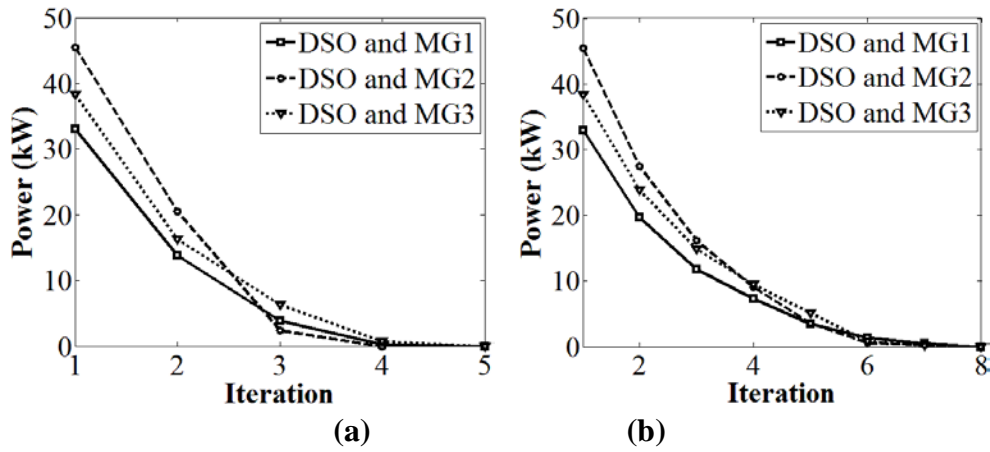 50
40
30
20
10
0
Power (kW)
DSO and MG1
DSO and MG2
DSO and MG3
1 2 3 4 5
Iteration
(a)
50
40
30
20
10
0
Power (kW)
DSO and MG1
DSO and MG2
DSO and MG3
2 4 6 8
Iteration
(b)